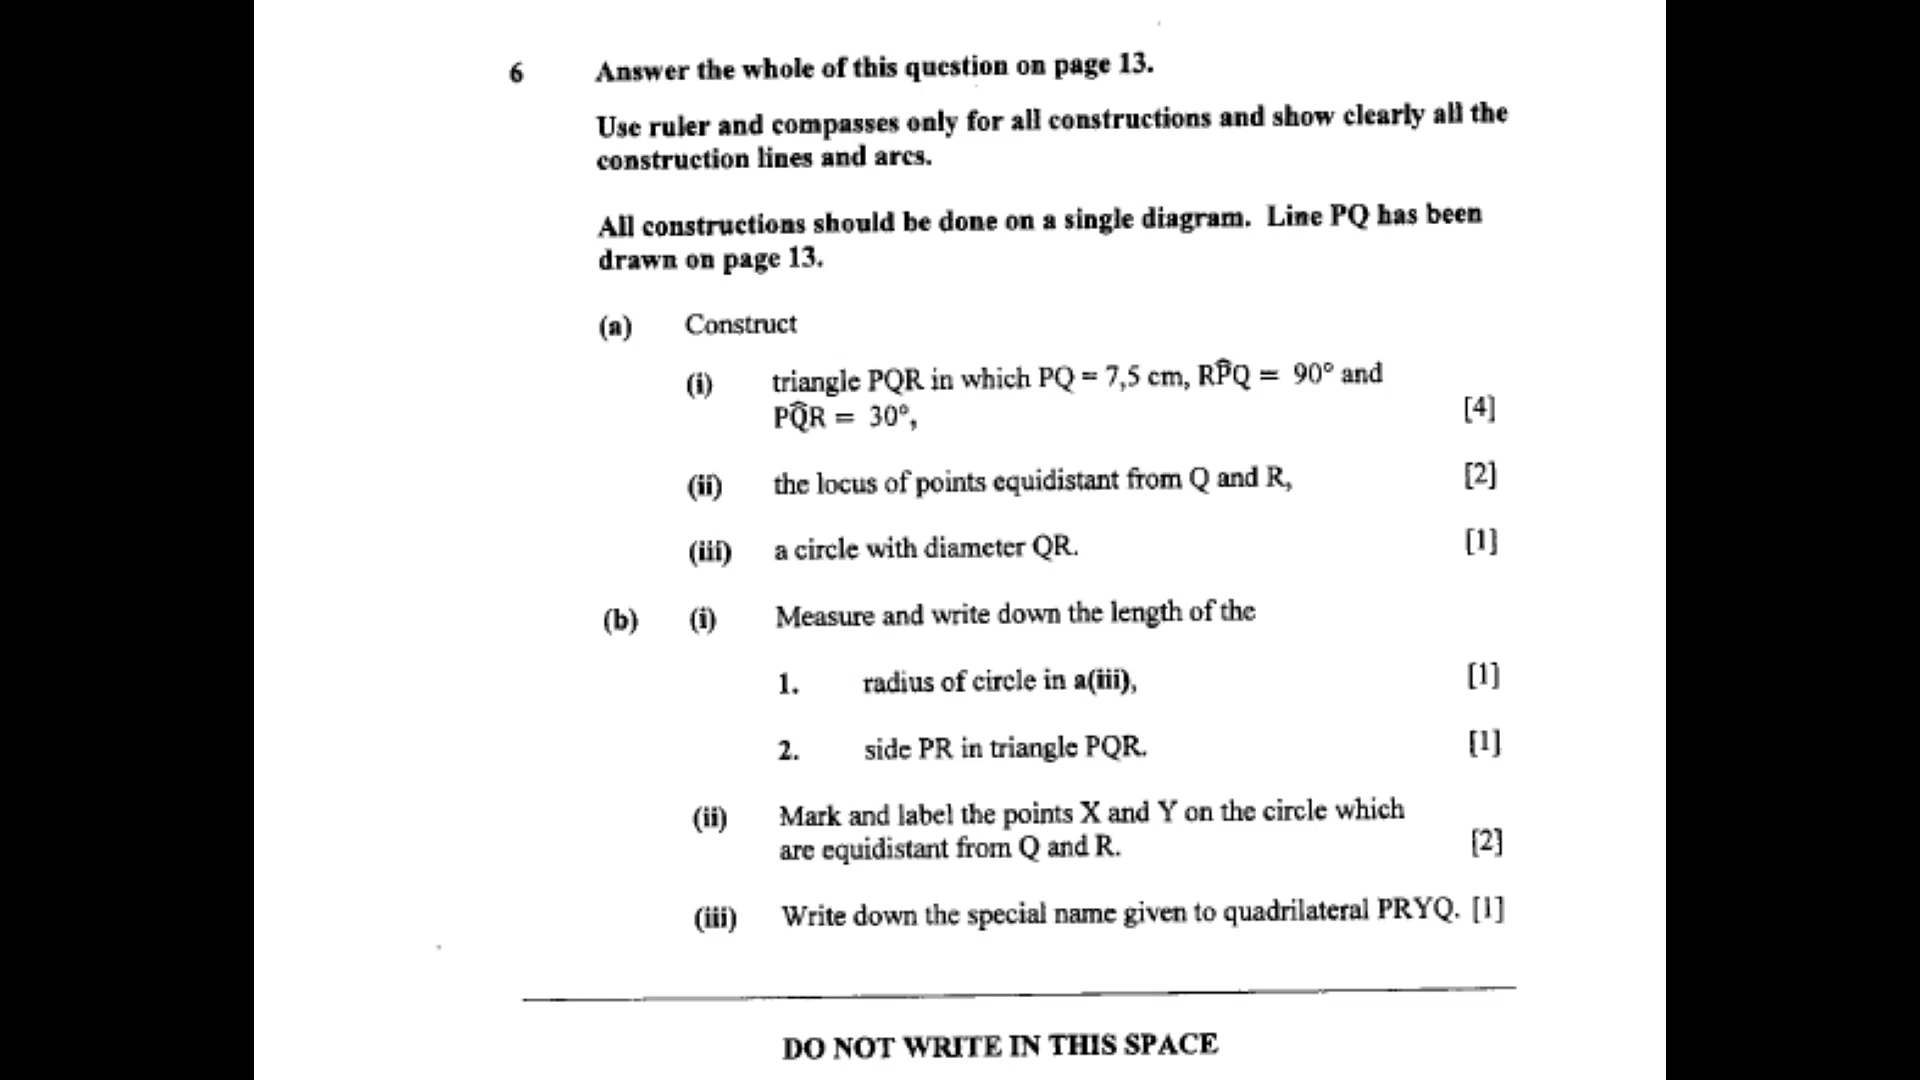 6 Answer the whole of this question on page 13.
Use ruler and compasses only for all constructions and show clearly all the
construction lines and arcs.
All constructions should be done on a single diagram. Line PQ has been
drawn on page 13.
(a) Construct
(i) triangle PQR in which PQ = 7,5 cm, RP̂Q = 90° and
PQ̂R = 30°, [4]
(ii) the locus of points equidistant from Q and R, [2]
(iii) a circle with diameter QR. [1]
(b) (i) Measure and write down the length of the
1. radius of circle in a(iii), [1]
2. side PR in triangle PQR. [1]
(ii) Mark and label the points X and Y on the circle which
are equidistant from Q and R. [2]
(iii) Write down the special name given to quadrilateral PRYQ. [1]
DO NOT WRITE IN THIS SPACE